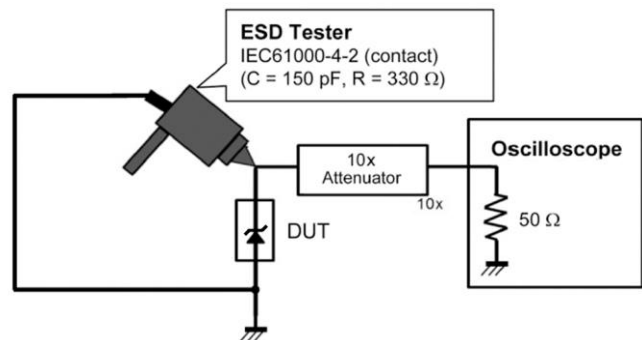 ESD Tester
IEC61000-4-2 (contact)
(C = 150 pF, R = 330 Ω)
10x
Attenuator
10x
Oscilloscope
50 Ω
DUT